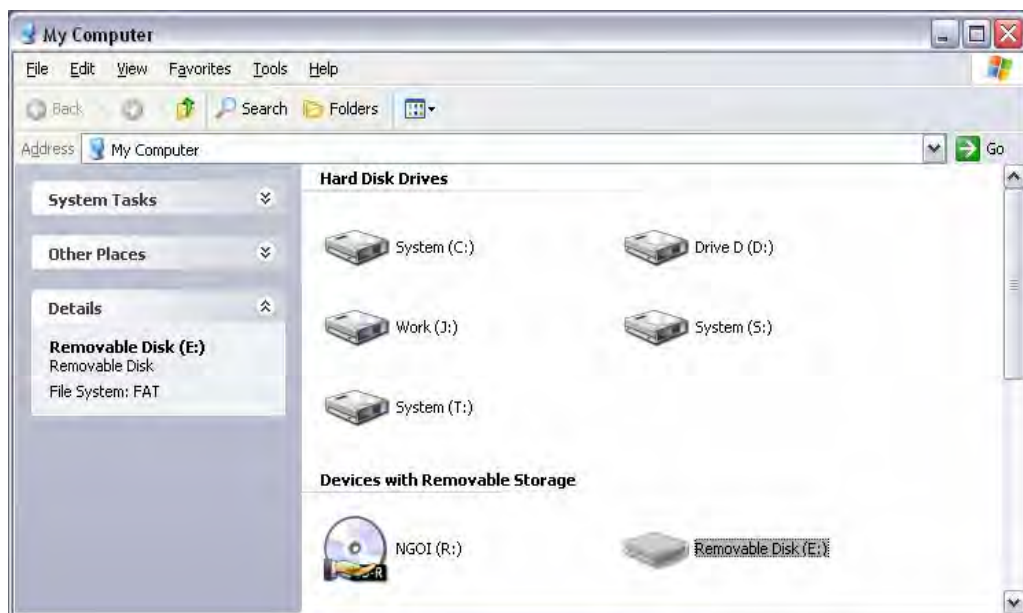 My Computer
File Edit View Favorites Tools Help
Back Search Folders
Address My Computer Go
System Tasks
Other Places
Details
Removable Disk (E:)
Removable Disk
File System: FAT
Hard Disk Drives
System (C:) Drive D (D:)
Work (J:) System (S:)
System (T:)
Devices with Removable Storage
NGOI (R:) Removable Disk (E:)